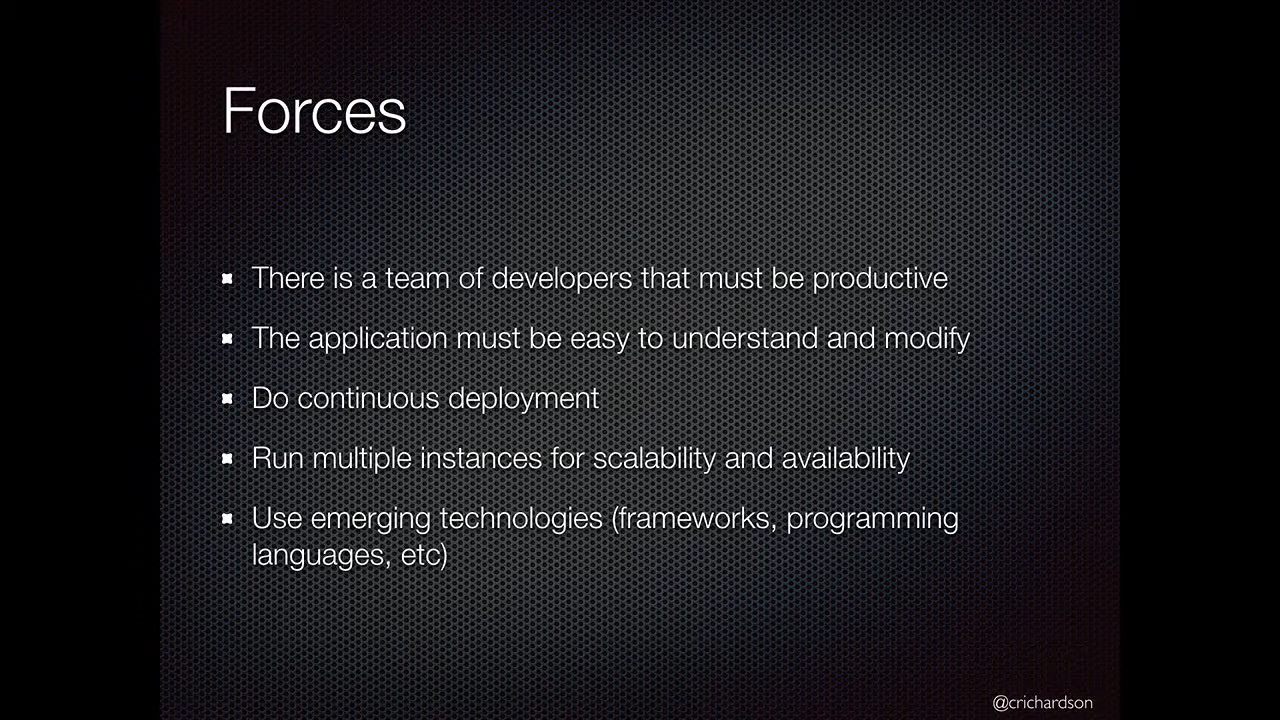 Forces
There is a team of developers that must be productive
The application must be easy to understand and modify
Do continuous deployment
Run multiple instances for scalability and availability
Use emerging technologies (frameworks, programming
languages, etc)
@crichardson